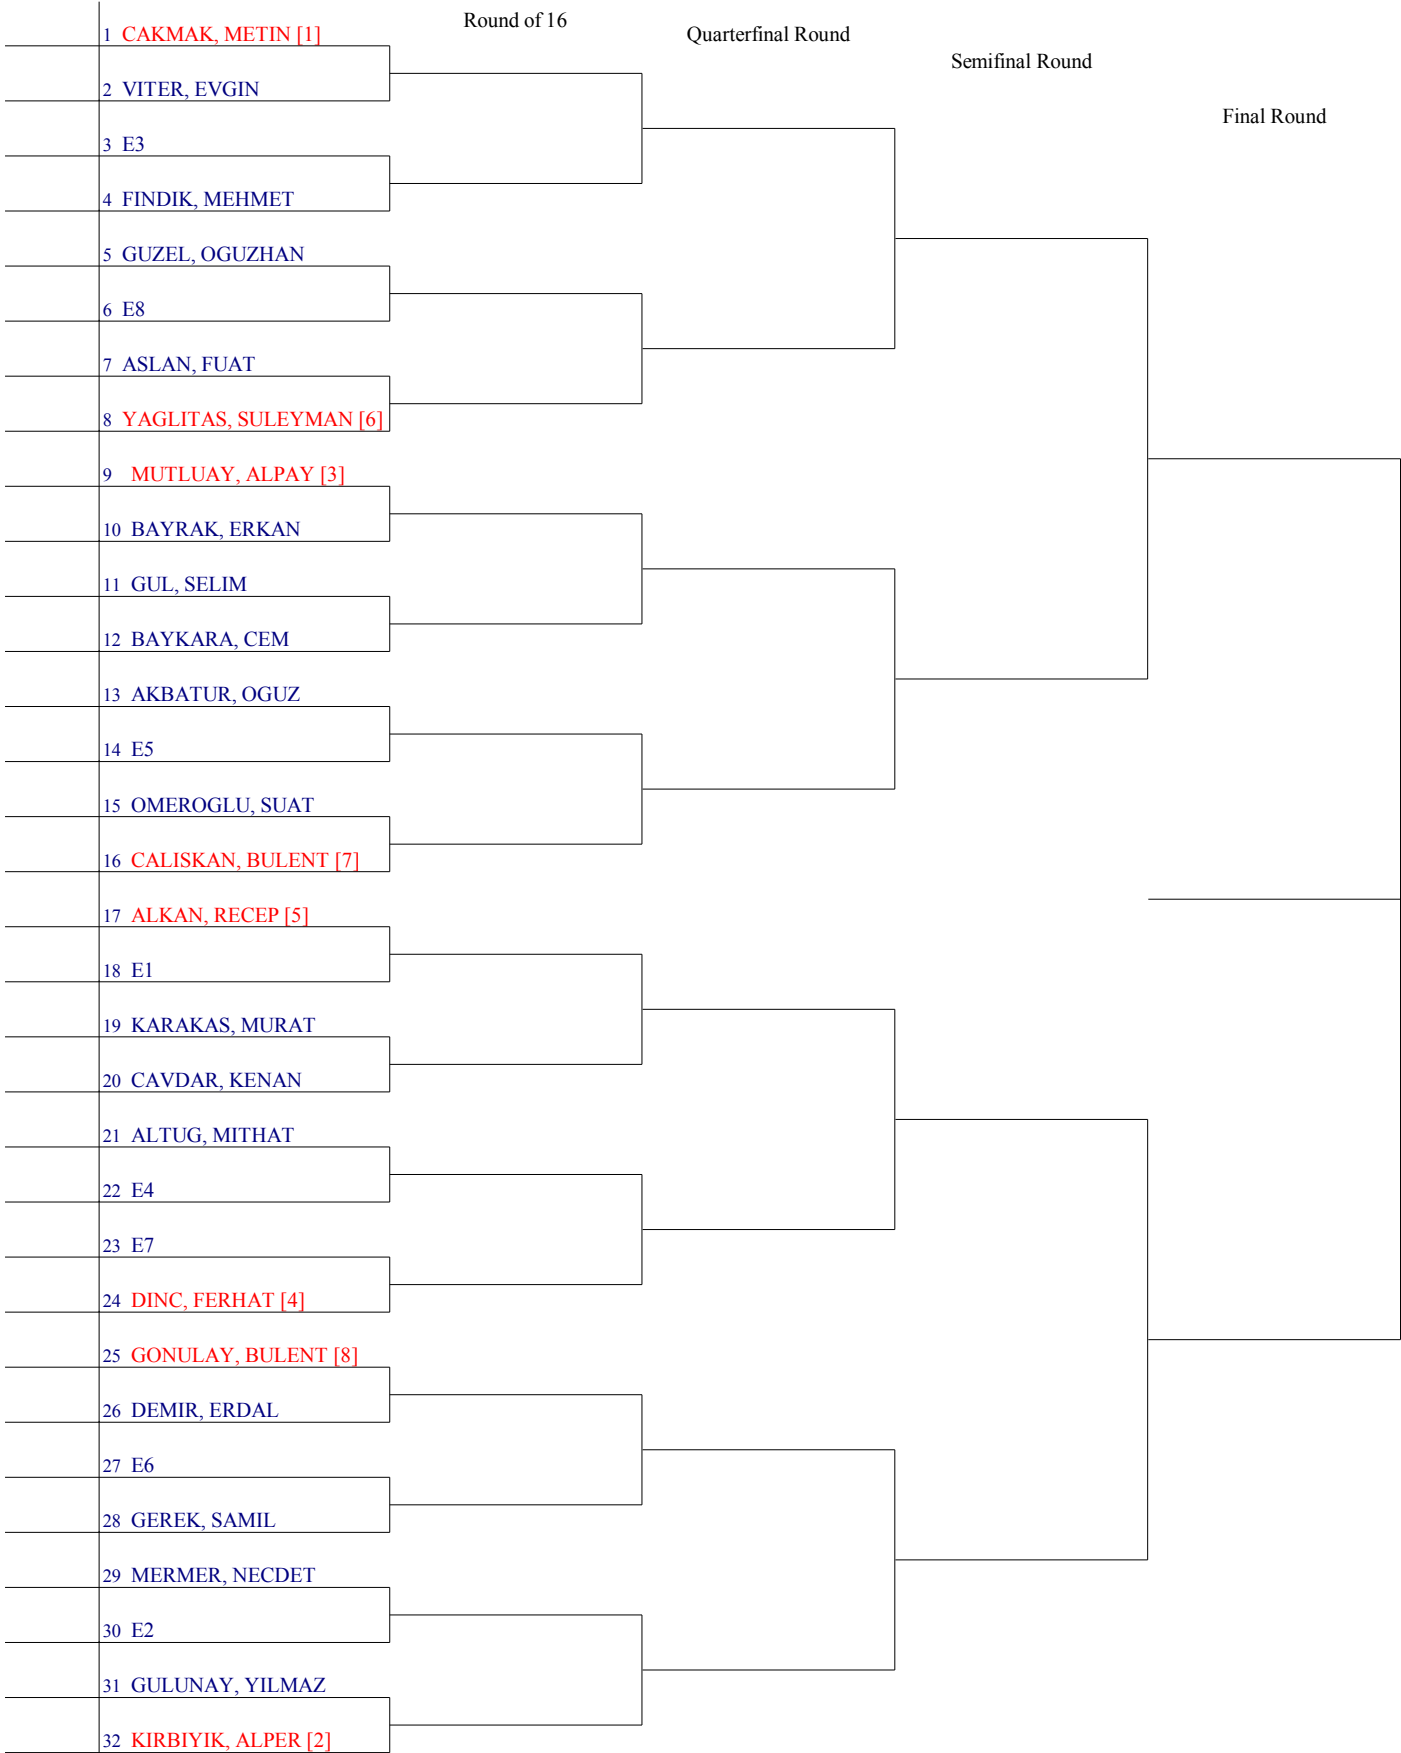 Round of 16
Quarterfinal Round
Semifinal Round
Final Round
1 CAKMAK, METIN [1]
2 VITER, EVGIN
3 E3
4 FINDIK, MEHMET
5 GUZEL, OGUZHAN
6 E8
7 ASLAN, FUAT
8 YAGLITAS, SULEYMAN [6]
9 MUTLUAY, ALPAY [3]
10 BAYRAK, ERKAN
11 GUL, SELIM
12 BAYKARA, CEM
13 AKBATUR, OGUZ
14 E5
15 OMEROGLU, SUAT
16 CALISKAN, BULENT [7]
17 ALKAN, RECEP [5]
18 E1
19 KARAKAS, MURAT
20 CAVDAR, KENAN
21 ALTUG, MITHAT
22 E4
23 E7
24 DINC, FERHAT [4]
25 GONULAY, BULENT [8]
26 DEMIR, ERDAL
27 E6
28 GEREK, SAMIL
29 MERMER, NECDET
30 E2
31 GULUNAY, YILMAZ
32 KIRBIYIK, ALPER [2]